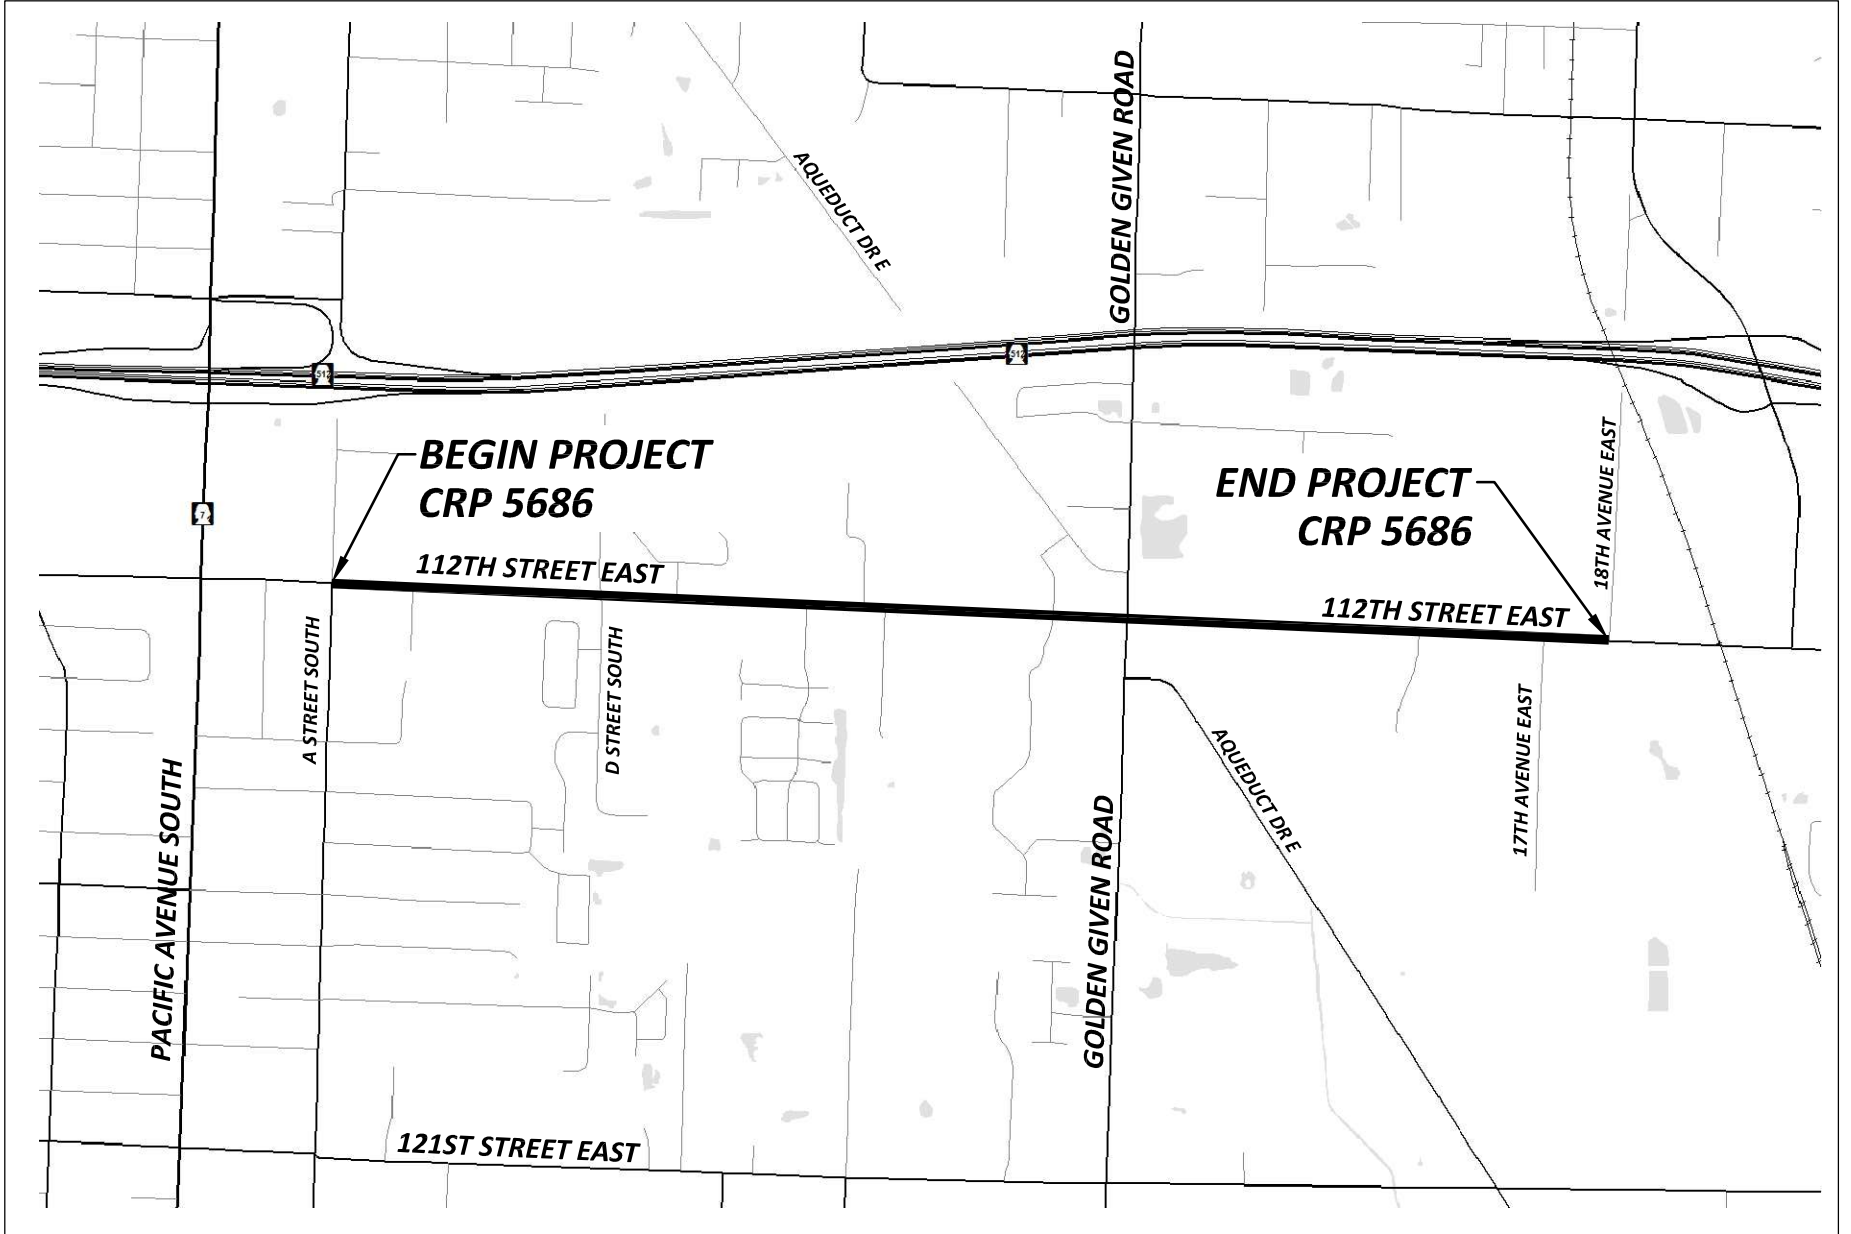 GOLDEN GIVEN ROAD
AQUEDUCT DR E
512
512
BEGIN PROJECT
CRP 5686
END PROJECT
CRP 5686
18TH AVENUE EAST
7
112TH STREET EAST
112TH STREET EAST
A STREET SOUTH
D STREET SOUTH
17TH AVENUE EAST
AQUEDUCT DR E
PACIFIC AVENUE SOUTH
GOLDEN GIVEN ROAD
121ST STREET EAST